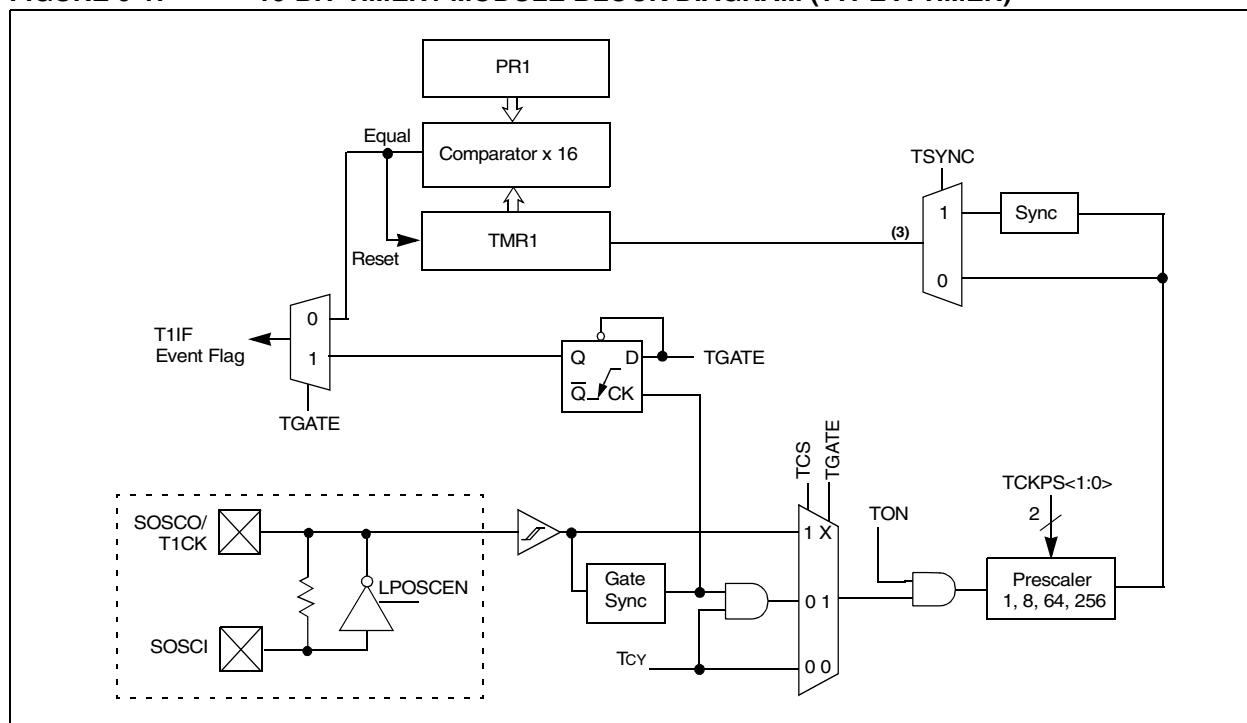 PR1
Equal
Comparator x 16
TSYNC
1
Sync
(3)
TMR1
Reset
0
0
T1IF
Event Flag
1
Q
D
TGATE
Q
CK
TGATE
TCS
TGATE
TCKPS<1:0>
2
SOSCO/
T1CK
TON
1 X
LPOSCEN
Gate
Sync
Prescaler
1, 8, 64, 256
0 1
SOSCI
TCY
0 0